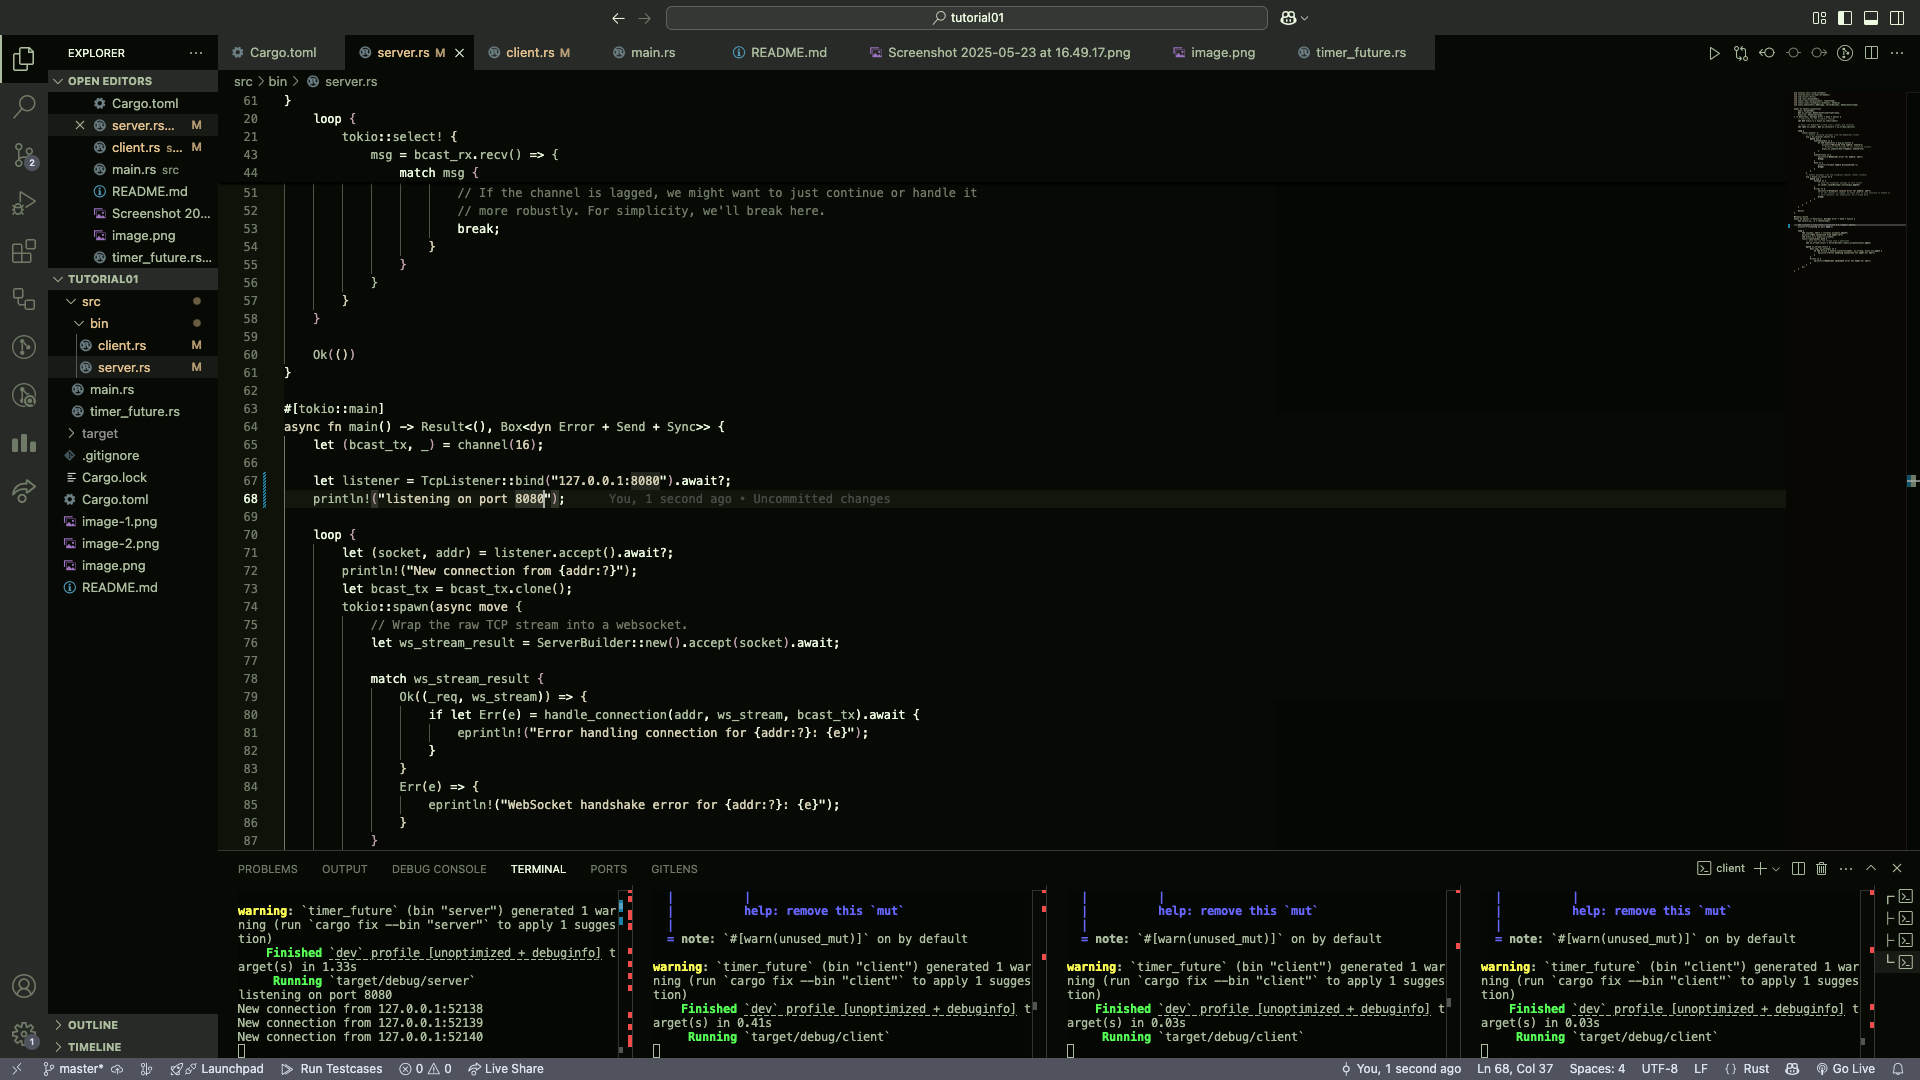 tutorial01
EXPLORER
Cargo.toml
server.rs M
client.rs M
main.rs
README.md
Screenshot 2025-05-23 at 16.49.17.png
image.png
timer_future.rs
OPEN EDITORS
Cargo.toml
server.rs... M
client.rs s... M
main.rs src
README.md
Screenshot 20...
image.png
timer_future.rs...
TUTORIAL01
src
bin
client.rs M
server.rs M
main.rs
timer_future.rs
target
.gitignore
Cargo.lock
Cargo.toml
image-1.png
image-2.png
image.png
README.md
OUTLINE
TIMELINE
2
1
src > bin > server.rs
61 }
20 loop {
21 tokio::select! {
43 msg = bcast_rx.recv() => {
44 match msg {
51 // If the channel is lagged, we might want to just continue or handle it
52 // more robustly. For simplicity, we'll break here.
53 break;
54 }
55 }
56 }
57 }
58 }
59
60 Ok(())
61 }
62
63 #[tokio::main]
64 async fn main() -> Result<(), Box<dyn Error + Send + Sync>> {
65 let (bcast_tx, _) = channel(16);
66
67 let listener = TcpListener::bind("127.0.0.1:8080").await?;
68 println!("listening on port 8080"); You, 1 second ago • Uncommitted changes
69
70 loop {
71 let (socket, addr) = listener.accept().await?;
72 println!("New connection from {addr:?}");
73 let bcast_tx = bcast_tx.clone();
74 tokio::spawn(async move {
75 // Wrap the raw TCP stream into a websocket.
76 let ws_stream_result = ServerBuilder::new().accept(socket).await;
77
78 match ws_stream_result {
79 Ok((_req, ws_stream)) => {
80 if let Err(e) = handle_connection(addr, ws_stream, bcast_tx).await {
81 eprintln!("Error handling connection for {addr:?}: {e}");
82 }
83 }
84 Err(e) => {
85 eprintln!("WebSocket handshake error for {addr:?}: {e}");
86 }
87 }
PROBLEMS OUTPUT DEBUG CONSOLE TERMINAL PORTS GITLENS
client
warning: `timer_future` (bin "server") generated 1 war
ning (run `cargo fix --bin "server"` to apply 1 sugges
tion)
Finished `dev` profile [unoptimized + debuginfo] t
arget(s) in 1.33s
Running `target/debug/server`
listening on port 8080
New connection from 127.0.0.1:52138
New connection from 127.0.0.1:52139
New connection from 127.0.0.1:52140
help: remove this `mut`
= note: `#[warn(unused_mut)]` on by default
warning: `timer_future` (bin "client") generated 1 war
ning (run `cargo fix --bin "client"` to apply 1 sugges
tion)
Finished `dev` profile [unoptimized + debuginfo] t
arget(s) in 0.41s
Running `target/debug/client`
help: remove this `mut`
= note: `#[warn(unused_mut)]` on by default
warning: `timer_future` (bin "client") generated 1 war
ning (run `cargo fix --bin "client"` to apply 1 sugges
tion)
Finished `dev` profile [unoptimized + debuginfo] t
arget(s) in 0.03s
Running `target/debug/client`
help: remove this `mut`
= note: `#[warn(unused_mut)]` on by default
warning: `timer_future` (bin "client") generated 1 war
ning (run `cargo fix --bin "client"` to apply 1 sugges
tion)
Finished `dev` profile [unoptimized + debuginfo] t
arget(s) in 0.03s
Running `target/debug/client`
master* Launchpad Run Testcases 0 0 Live Share You, 1 second ago Ln 68, Col 37 Spaces: 4 UTF-8 LF {} Rust Go Live